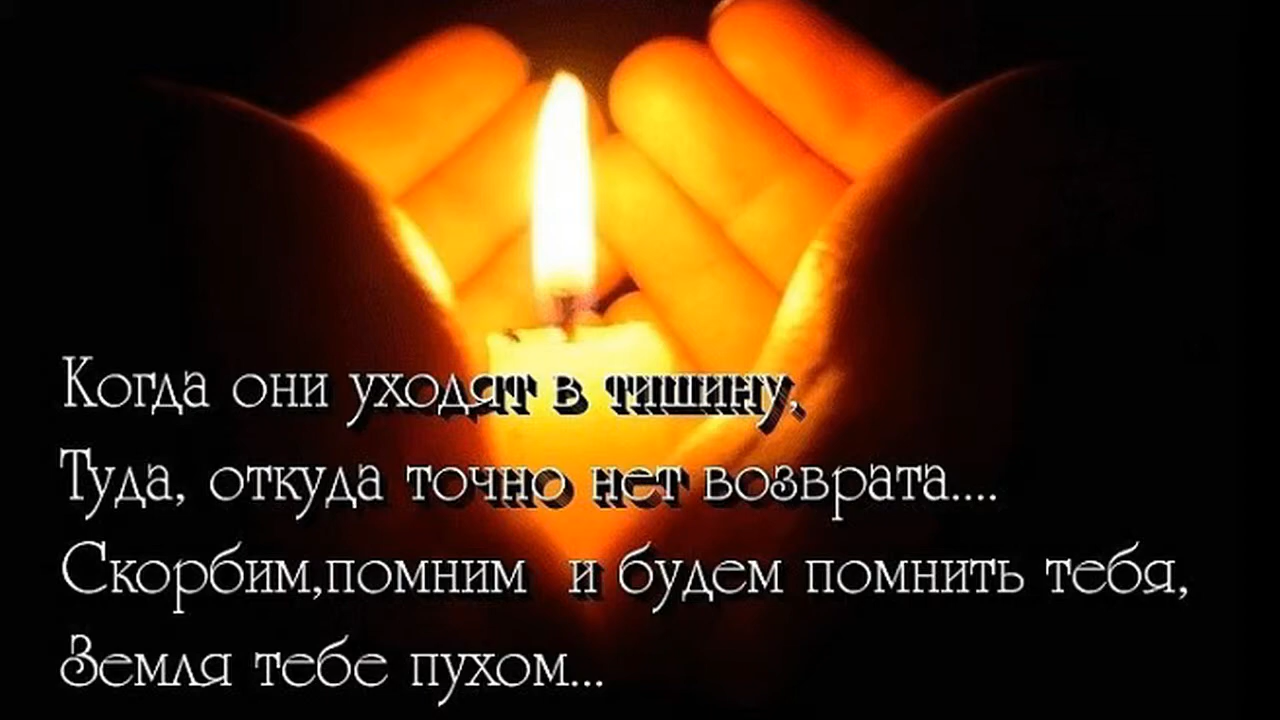 Когда они уходят в тишину,
Туда, откуда точно нет возврата....
Скорбим,помним и будем помнить тебя,
Земля тебе пухом...